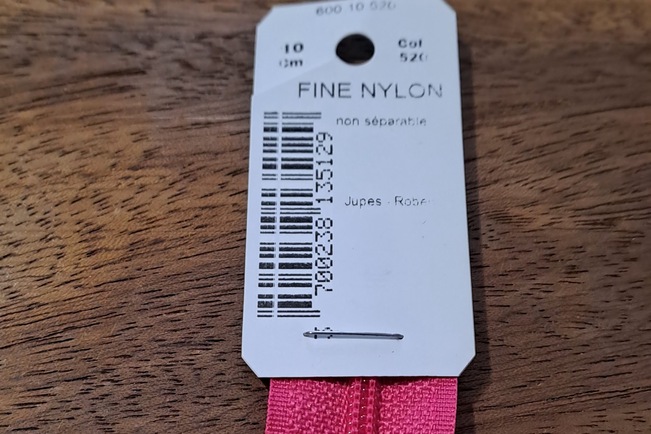 600 10 520
10 Col
cm 520
FINE NYLON
non séparable
Jupes - Robe
700238 135129